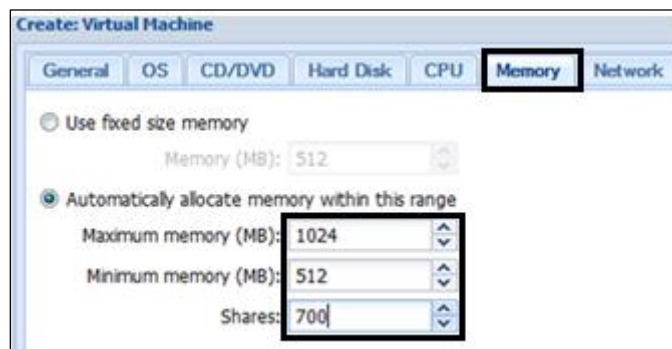 Create: Virtual Machine
General OS CD/DVD Hard Disk CPU Memory Network
Use fixed size memory
Memory (MB): 512
Automatically allocate memory within this range
Maximum memory (MB): 1024
Minimum memory (MB): 512
Shares: 700